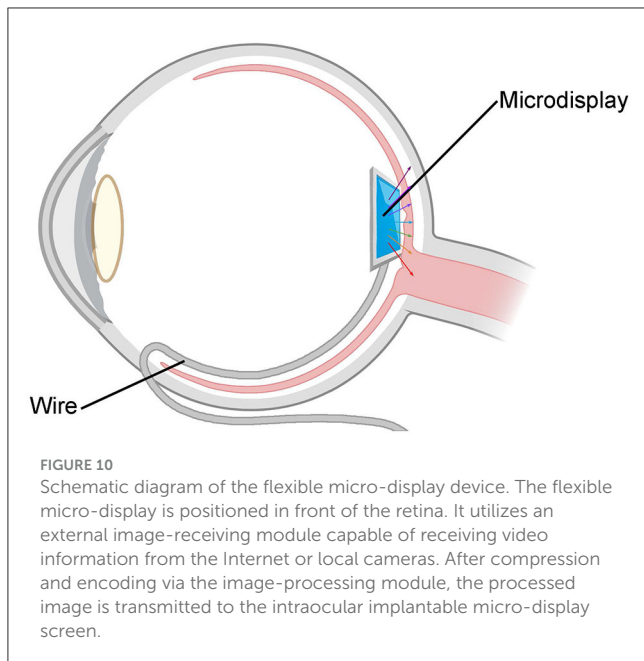 Microdisplay
Wire
FIGURE 10
Schematic diagram of the flexible micro-display device. The flexible
micro-display is positioned in front of the retina. It utilizes an
external image-receiving module capable of receiving video
information from the Internet or local cameras. After compression
and encoding via the image-processing module, the processed
image is transmitted to the intraocular implantable micro-display
screen.